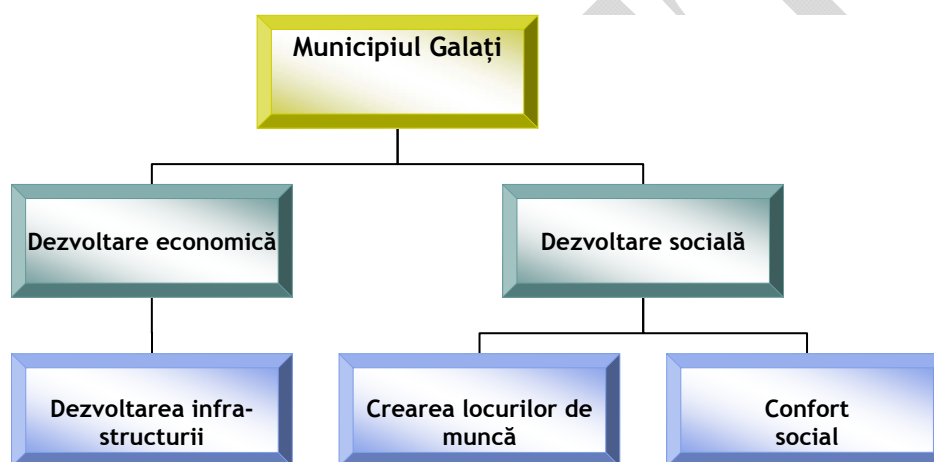 Municipiul Galați
Dezvoltare economică
Dezvoltare socială
Dezvoltarea infra-
structurii
Crearea locurilor de
muncă
Confort
social